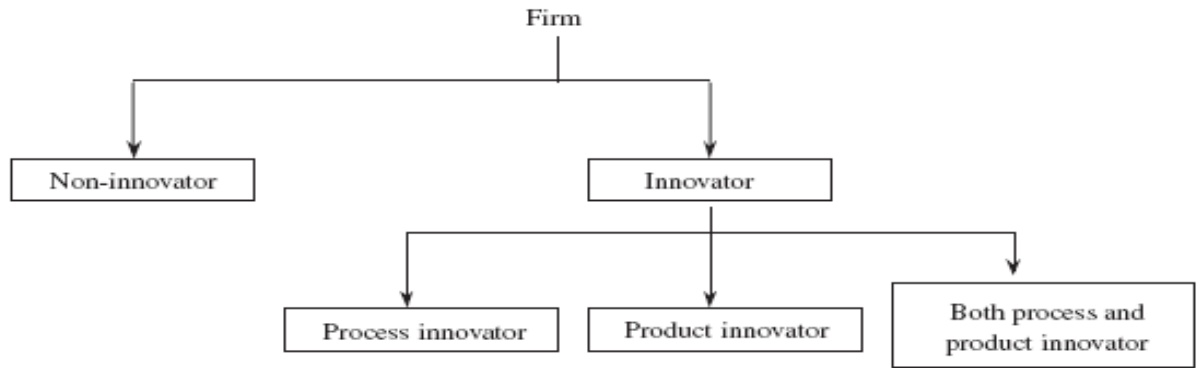 Firm
Non-innovator
Innovator
Process innovator
Product innovator
Both process and
product innovator